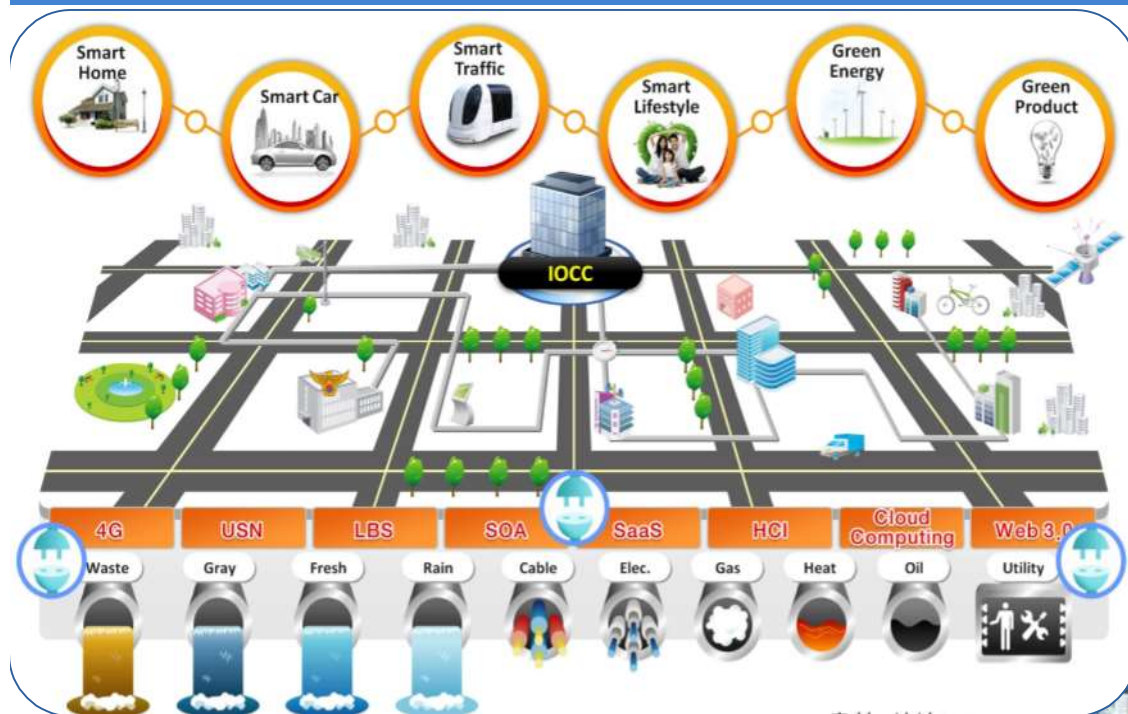 Smart
Home
Smart Car
Smart
Traffic
Smart
Lifestyle
Green
Energy
Green
Product
IOCC
4G
USN
LBS
SOA
SaaS
HCI
Cloud
Computing
Web 3.0
Waste
Gray
Fresh
Rain
Cable
Elec.
Gas
Heat
Oil
Utility